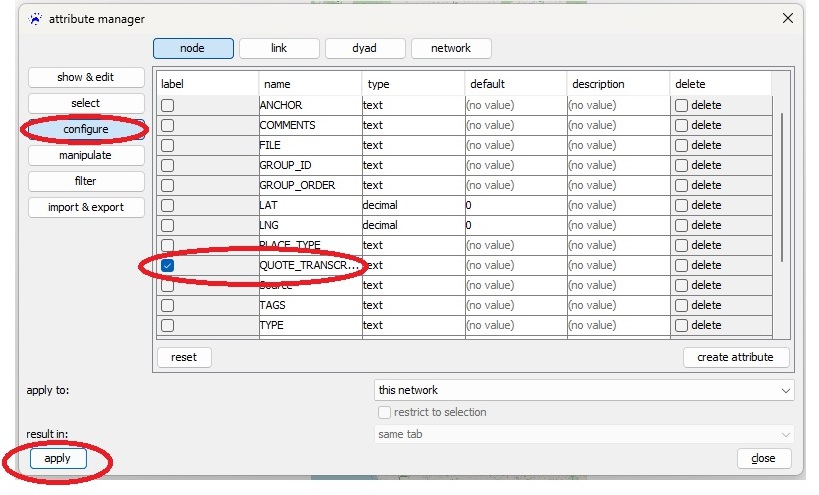 attribute manager
node link dyad network
show & edit
select
configure
manipulate
filter
import & export
label name type default description delete
ANCHOR text (no value) (no value) delete
COMMENTS text (no value) (no value) delete
FILE text (no value) (no value) delete
GROUP_ID text (no value) (no value) delete
GROUP_ORDER text (no value) (no value) delete
LAT decimal 0 (no value) delete
LNG decimal 0 (no value) delete
PLACE_TYPE text (no value) (no value) delete
QUOTE_TRANSCR... text (no value) (no value) delete
Source text (no value) (no value) delete
TAGS text (no value) (no value) delete
TYPE text (no value) (no value) delete
reset create attribute
apply to: this network
restrict to selection
result in: same tab
apply close